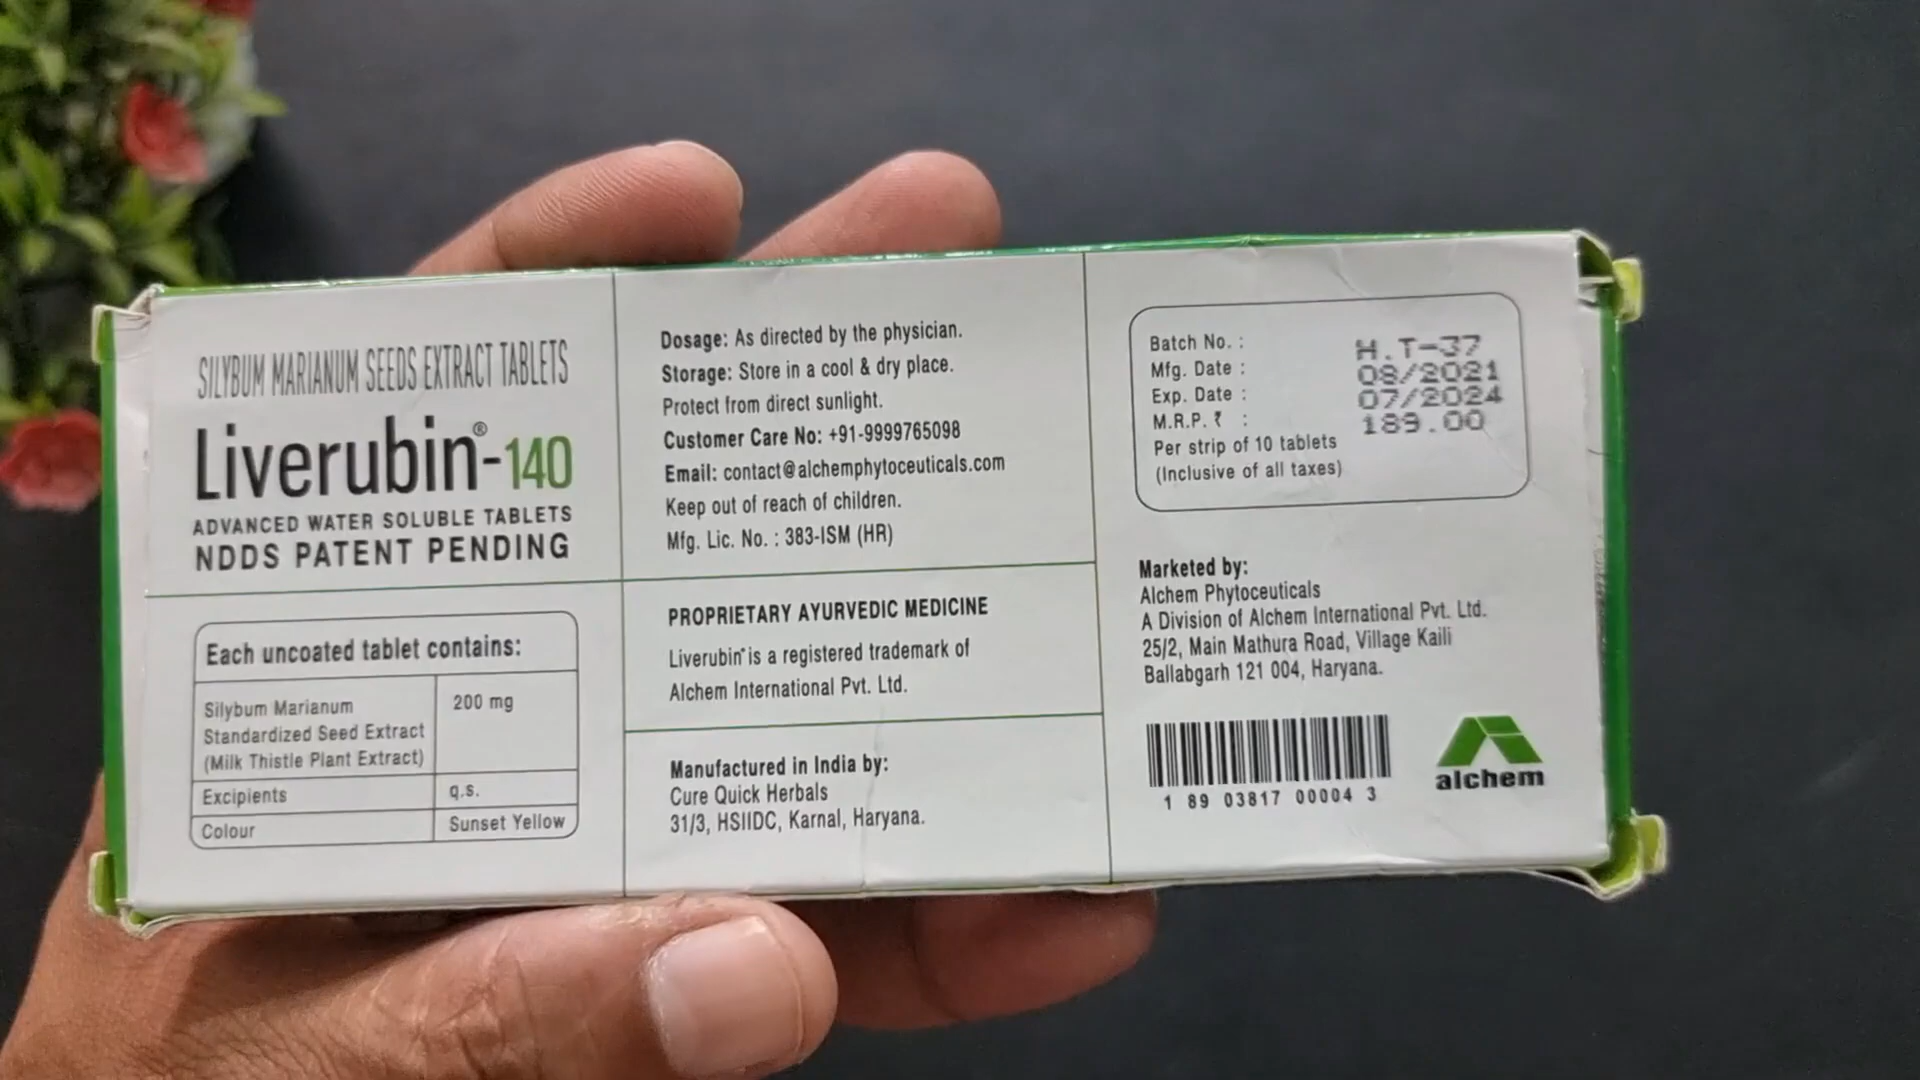 SILYBUM MARIANUM SEEDS EXTRACT TABLETS
Liverubin®-140
ADVANCED WATER SOLUBLE TABLETS
NDDS PATENT PENDING
Each uncoated tablet contains:
Silybum Marianum
Standardized Seed Extract
(Milk Thistle Plant Extract)
200 mg
Excipients
q.s.
Colour
Sunset Yellow
Dosage: As directed by the physician.
Storage: Store in a cool & dry place.
Protect from direct sunlight.
Customer Care No: +91-9999765098
Email: contact@alchemphytoceuticals.com
Keep out of reach of children.
Mfg. Lic. No. : 383-ISM (HR)
PROPRIETARY AYURVEDIC MEDICINE
Liverubin® is a registered trademark of
Alchem International Pvt. Ltd.
Manufactured in India by:
Cure Quick Herbals
31/3, HSIIDC, Karnal, Haryana.
Batch No. : H.T-37
Mfg. Date : 08/2021
Exp. Date : 07/2024
M.R.P. ₹ : 189.00
Per strip of 10 tablets
(Inclusive of all taxes)
Marketed by:
Alchem Phytoceuticals
A Division of Alchem International Pvt. Ltd.
25/2, Main Mathura Road, Village Kaili
Ballabgarh 121 004, Haryana.
1 89 03817 00004 3
alchem